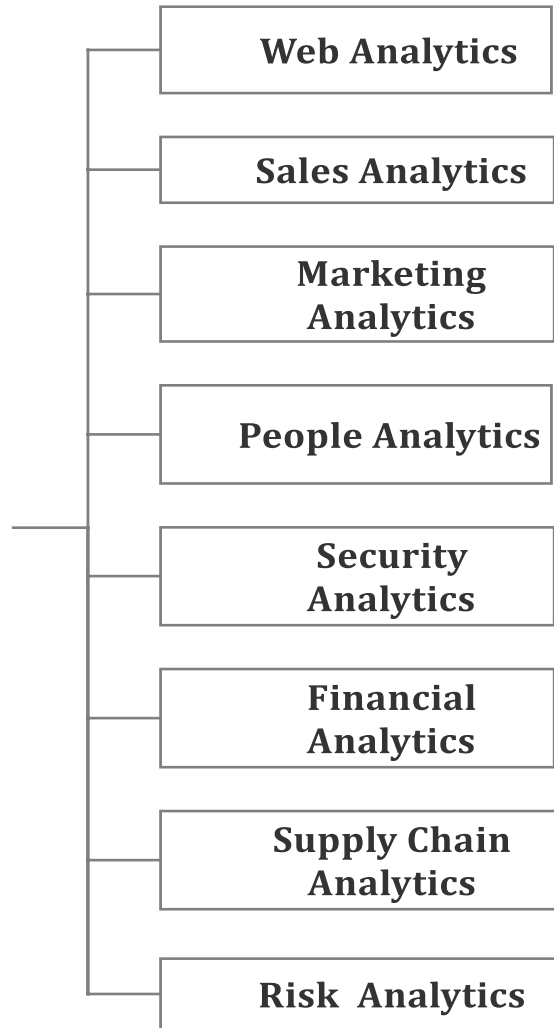 Web Analytics
Sales Analytics
Marketing
Analytics
People Analytics
Security
Analytics
Financial
Analytics
Supply Chain
Analytics
Risk  Analytics